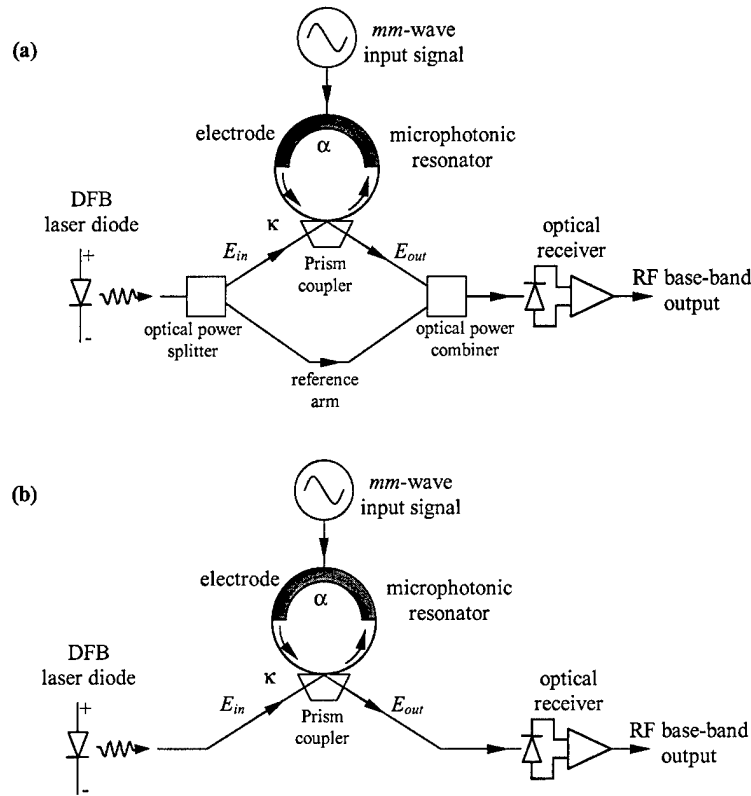 (a)
mm-wave
input signal
electrode
α
microphotonic
resonator
DFB
laser diode
κ
E_in
E_out
Prism
coupler
optical
receiver
+
-
RF base-band
output
optical power
splitter
optical power
combiner
reference
arm
(b)
mm-wave
input signal
electrode
α
microphotonic
resonator
DFB
laser diode
κ
E_in
E_out
Prism
coupler
optical
receiver
+
-
RF base-band
output